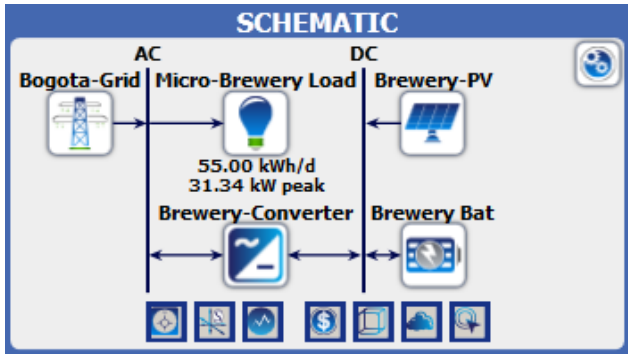 SCHEMATIC
AC DC
Bogota-Grid Micro-Brewery Load Brewery-PV
55.00 kWh/d
31.34 kW peak
Brewery-Converter Brewery Bat